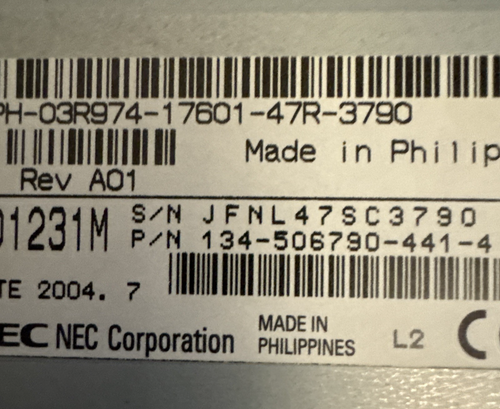 PH-03R974-17601-47R-3790
Made in Philip
Rev A01
01231M
S/N JFNL47SC3790
P/N 134-506790-441-4
TE 2004. 7
EC NEC Corporation
MADE IN
PHILIPPINES
L2